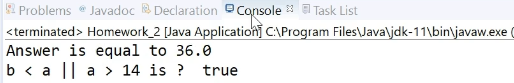 Problems @ Javadoc Declaration Console Task List
<terminated> Homework_2 [Java Application] C:\Program Files\Java\jdk-11\bin\javaw.exe (
Answer is equal to 36.0
b < a || a > 14 is ?  true